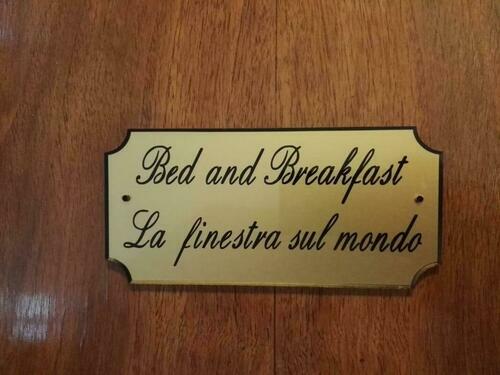 Bed and Breakfast
La finestra sul mondo